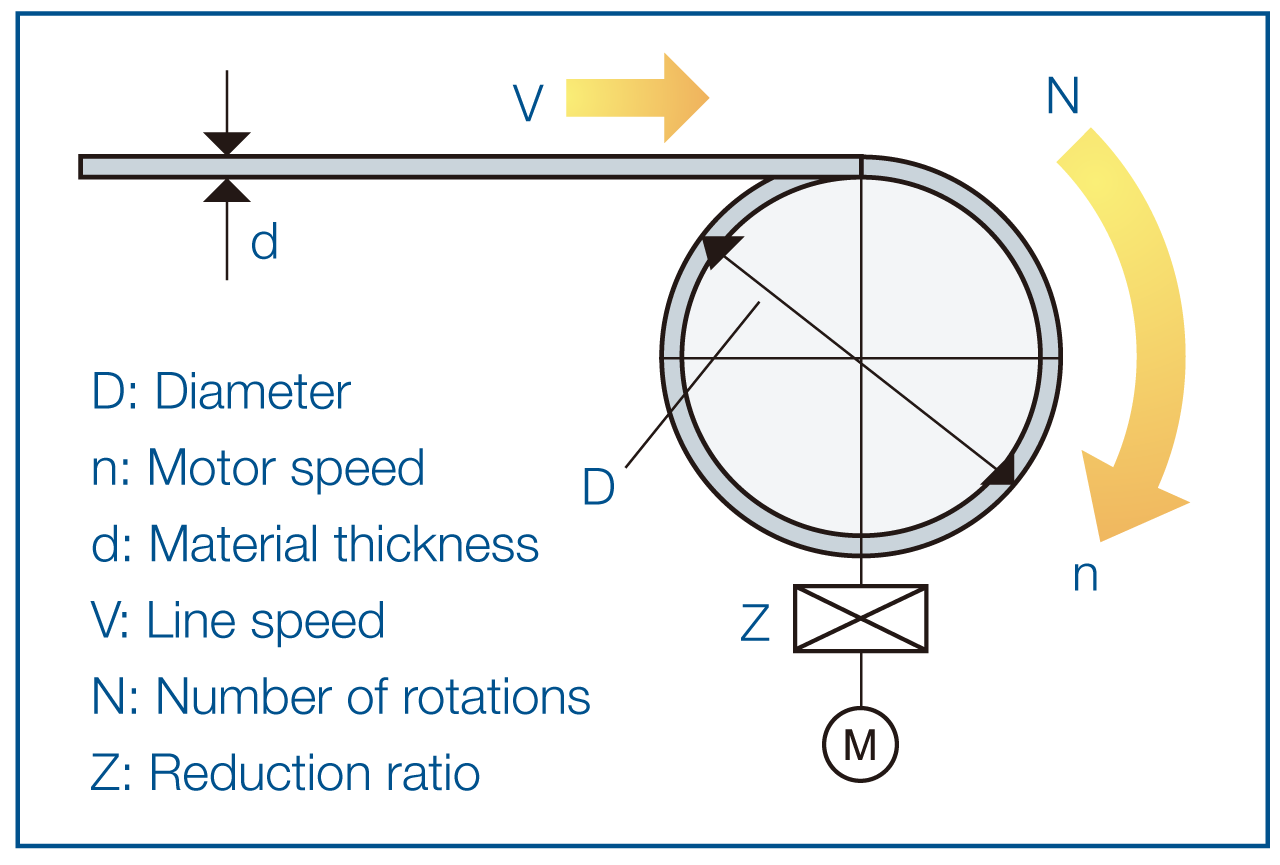 V
N
d
D: Diameter
n: Motor speed
D
d: Material thickness
n
V: Line speed
Z
N: Number of rotations
M
Z: Reduction ratio